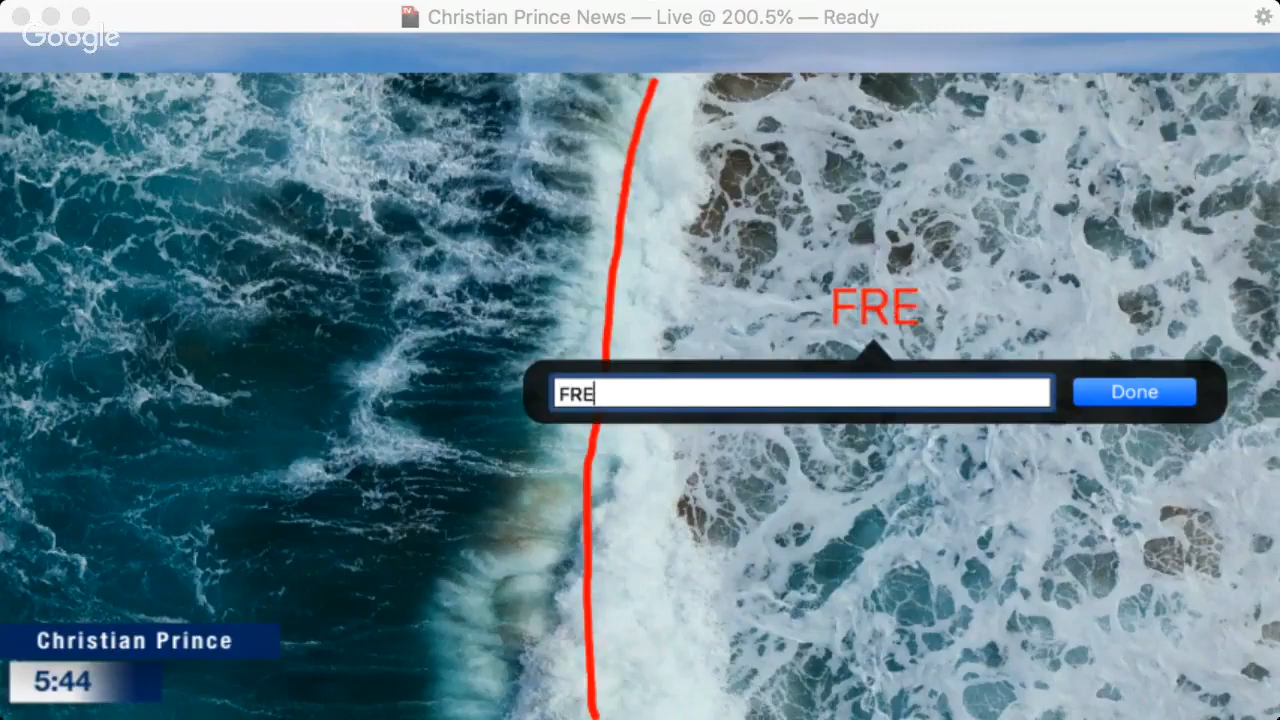 Christian Prince News — Live @ 200.5% — Ready
Google
FRE
FRE
Done
Christian Prince
5:44